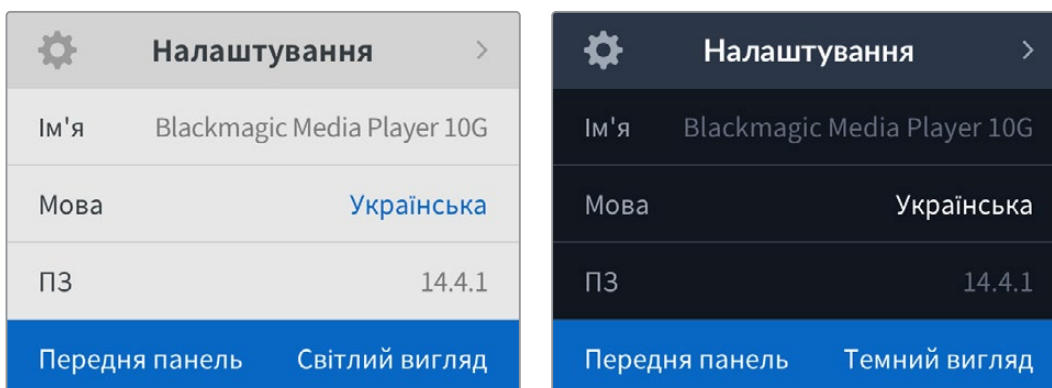 Налаштування
Ім'я Blackmagic Media Player 10G
Мова Українська
ПЗ 14.4.1
Передня панель Світлий вигляд
Налаштування
Ім'я Blackmagic Media Player 10G
Мова Українська
ПЗ 14.4.1
Передня панель Темний вигляд